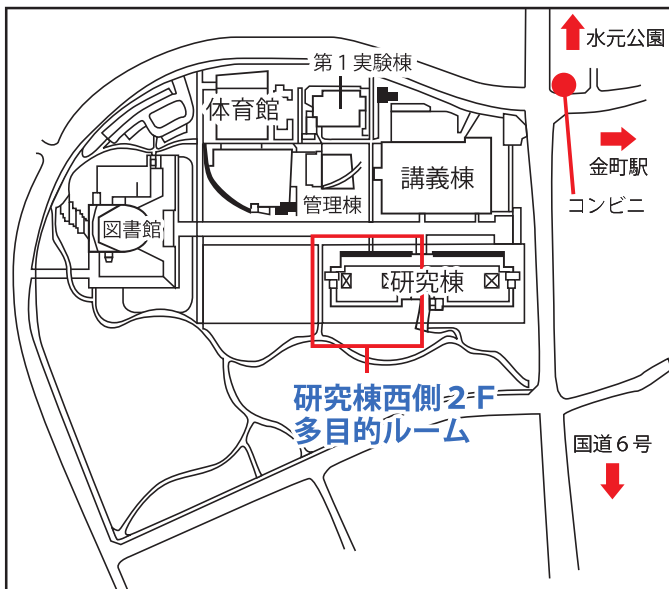 水元公園
第１実験棟
体育館
金町駅
講義棟
管理棟
コンビニ
図書館
研究棟
研究棟西側２F
多目的ルーム
国道６号